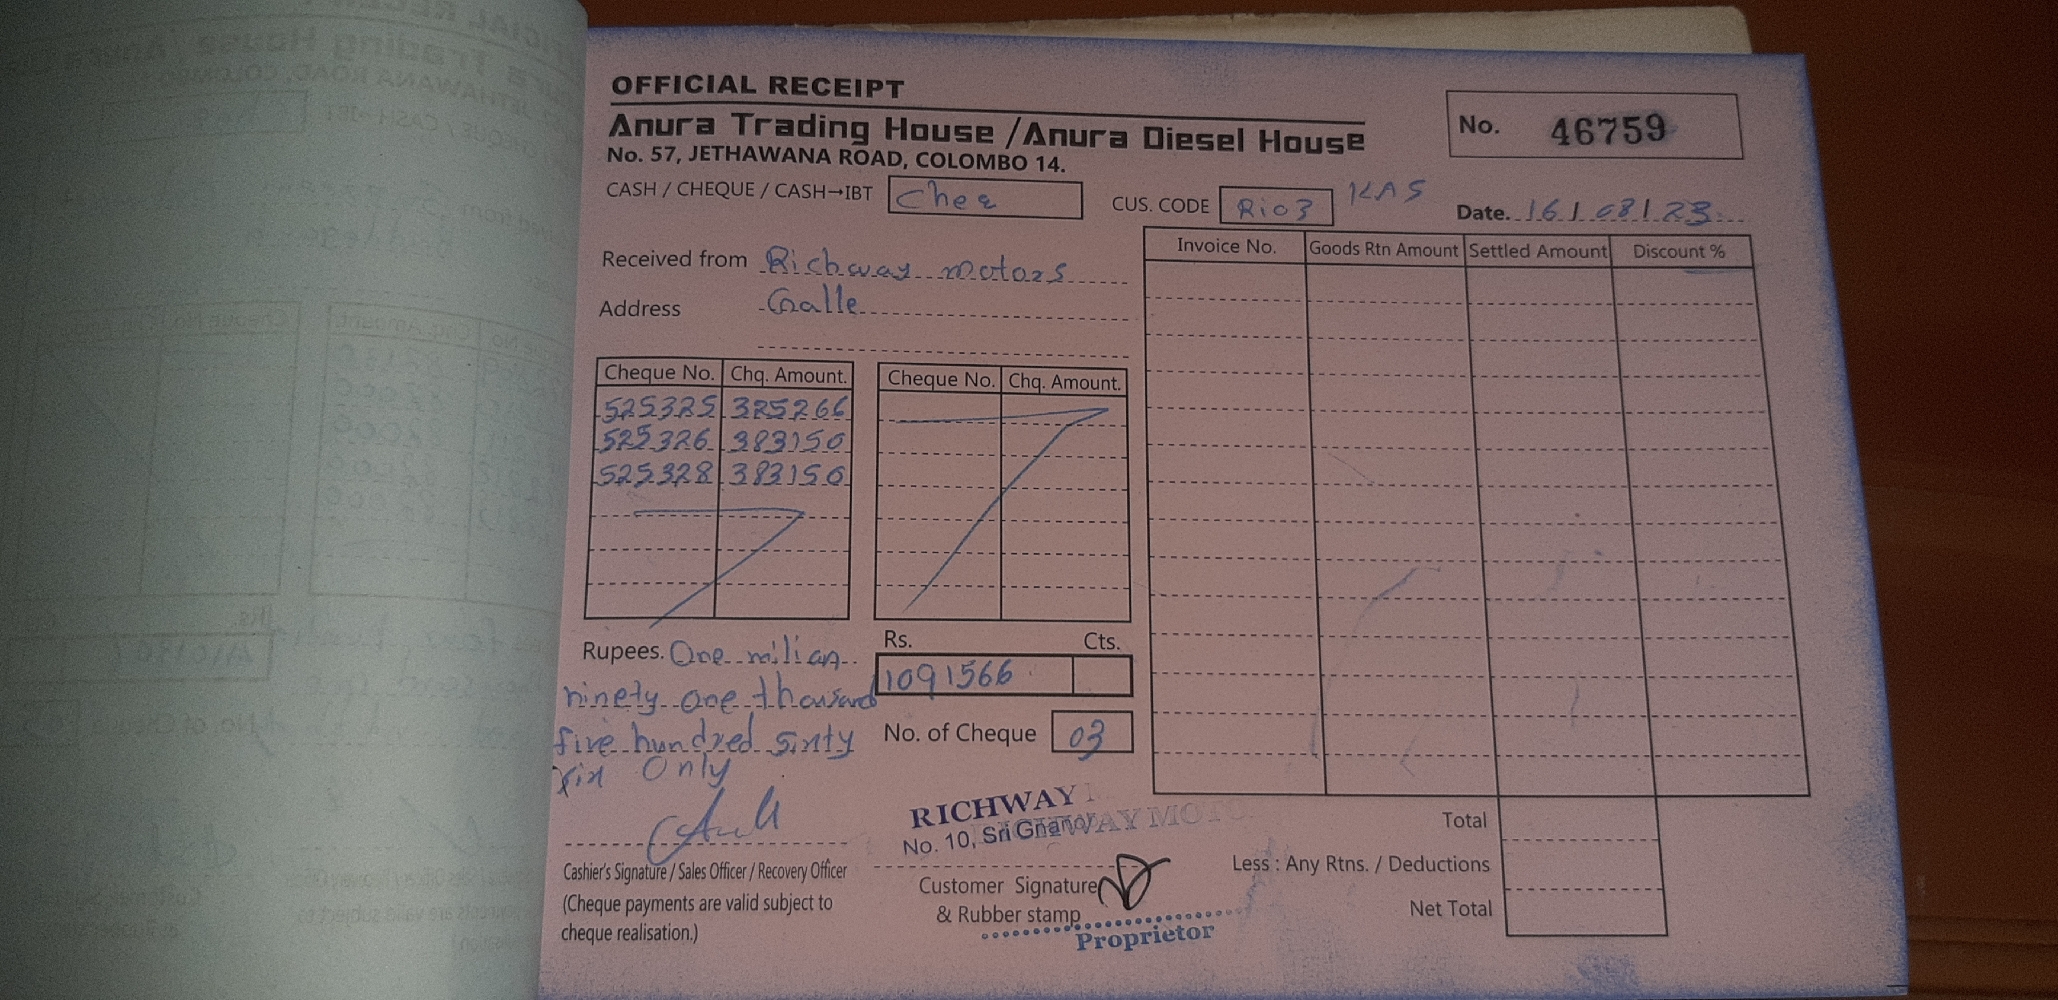 OFFICIAL RECEIPT
Anura Trading House / Anura Diesel House
No. 57, JETHAWANA ROAD, COLOMBO 14.
No. 46759
CASH / CHEQUE / CASH→IBT Cheq
CUS. CODE Ri03 KAS
Date. 16/08/23
Received from Richway motors
Address Galle
Cheque No. Chq. Amount.
525325 325266
525326 383150
525328 383150
Cheque No. Chq. Amount.
Invoice No. Goods Rtn Amount Settled Amount Discount %
Rupees. One milian
ninety one thousand
five hundred sixty
six Only
Rs. Cts.
1091566
No. of Cheque 03
RICHWAY
No. 10, Sri Gnano
WAY MOTO
Cashier's Signature / Sales Officer / Recovery Officer
(Cheque payments are valid subject to
cheque realisation.)
Customer Signature
& Rubber stamp
Proprietor
Total
Less : Any Rtns. / Deductions
Net Total